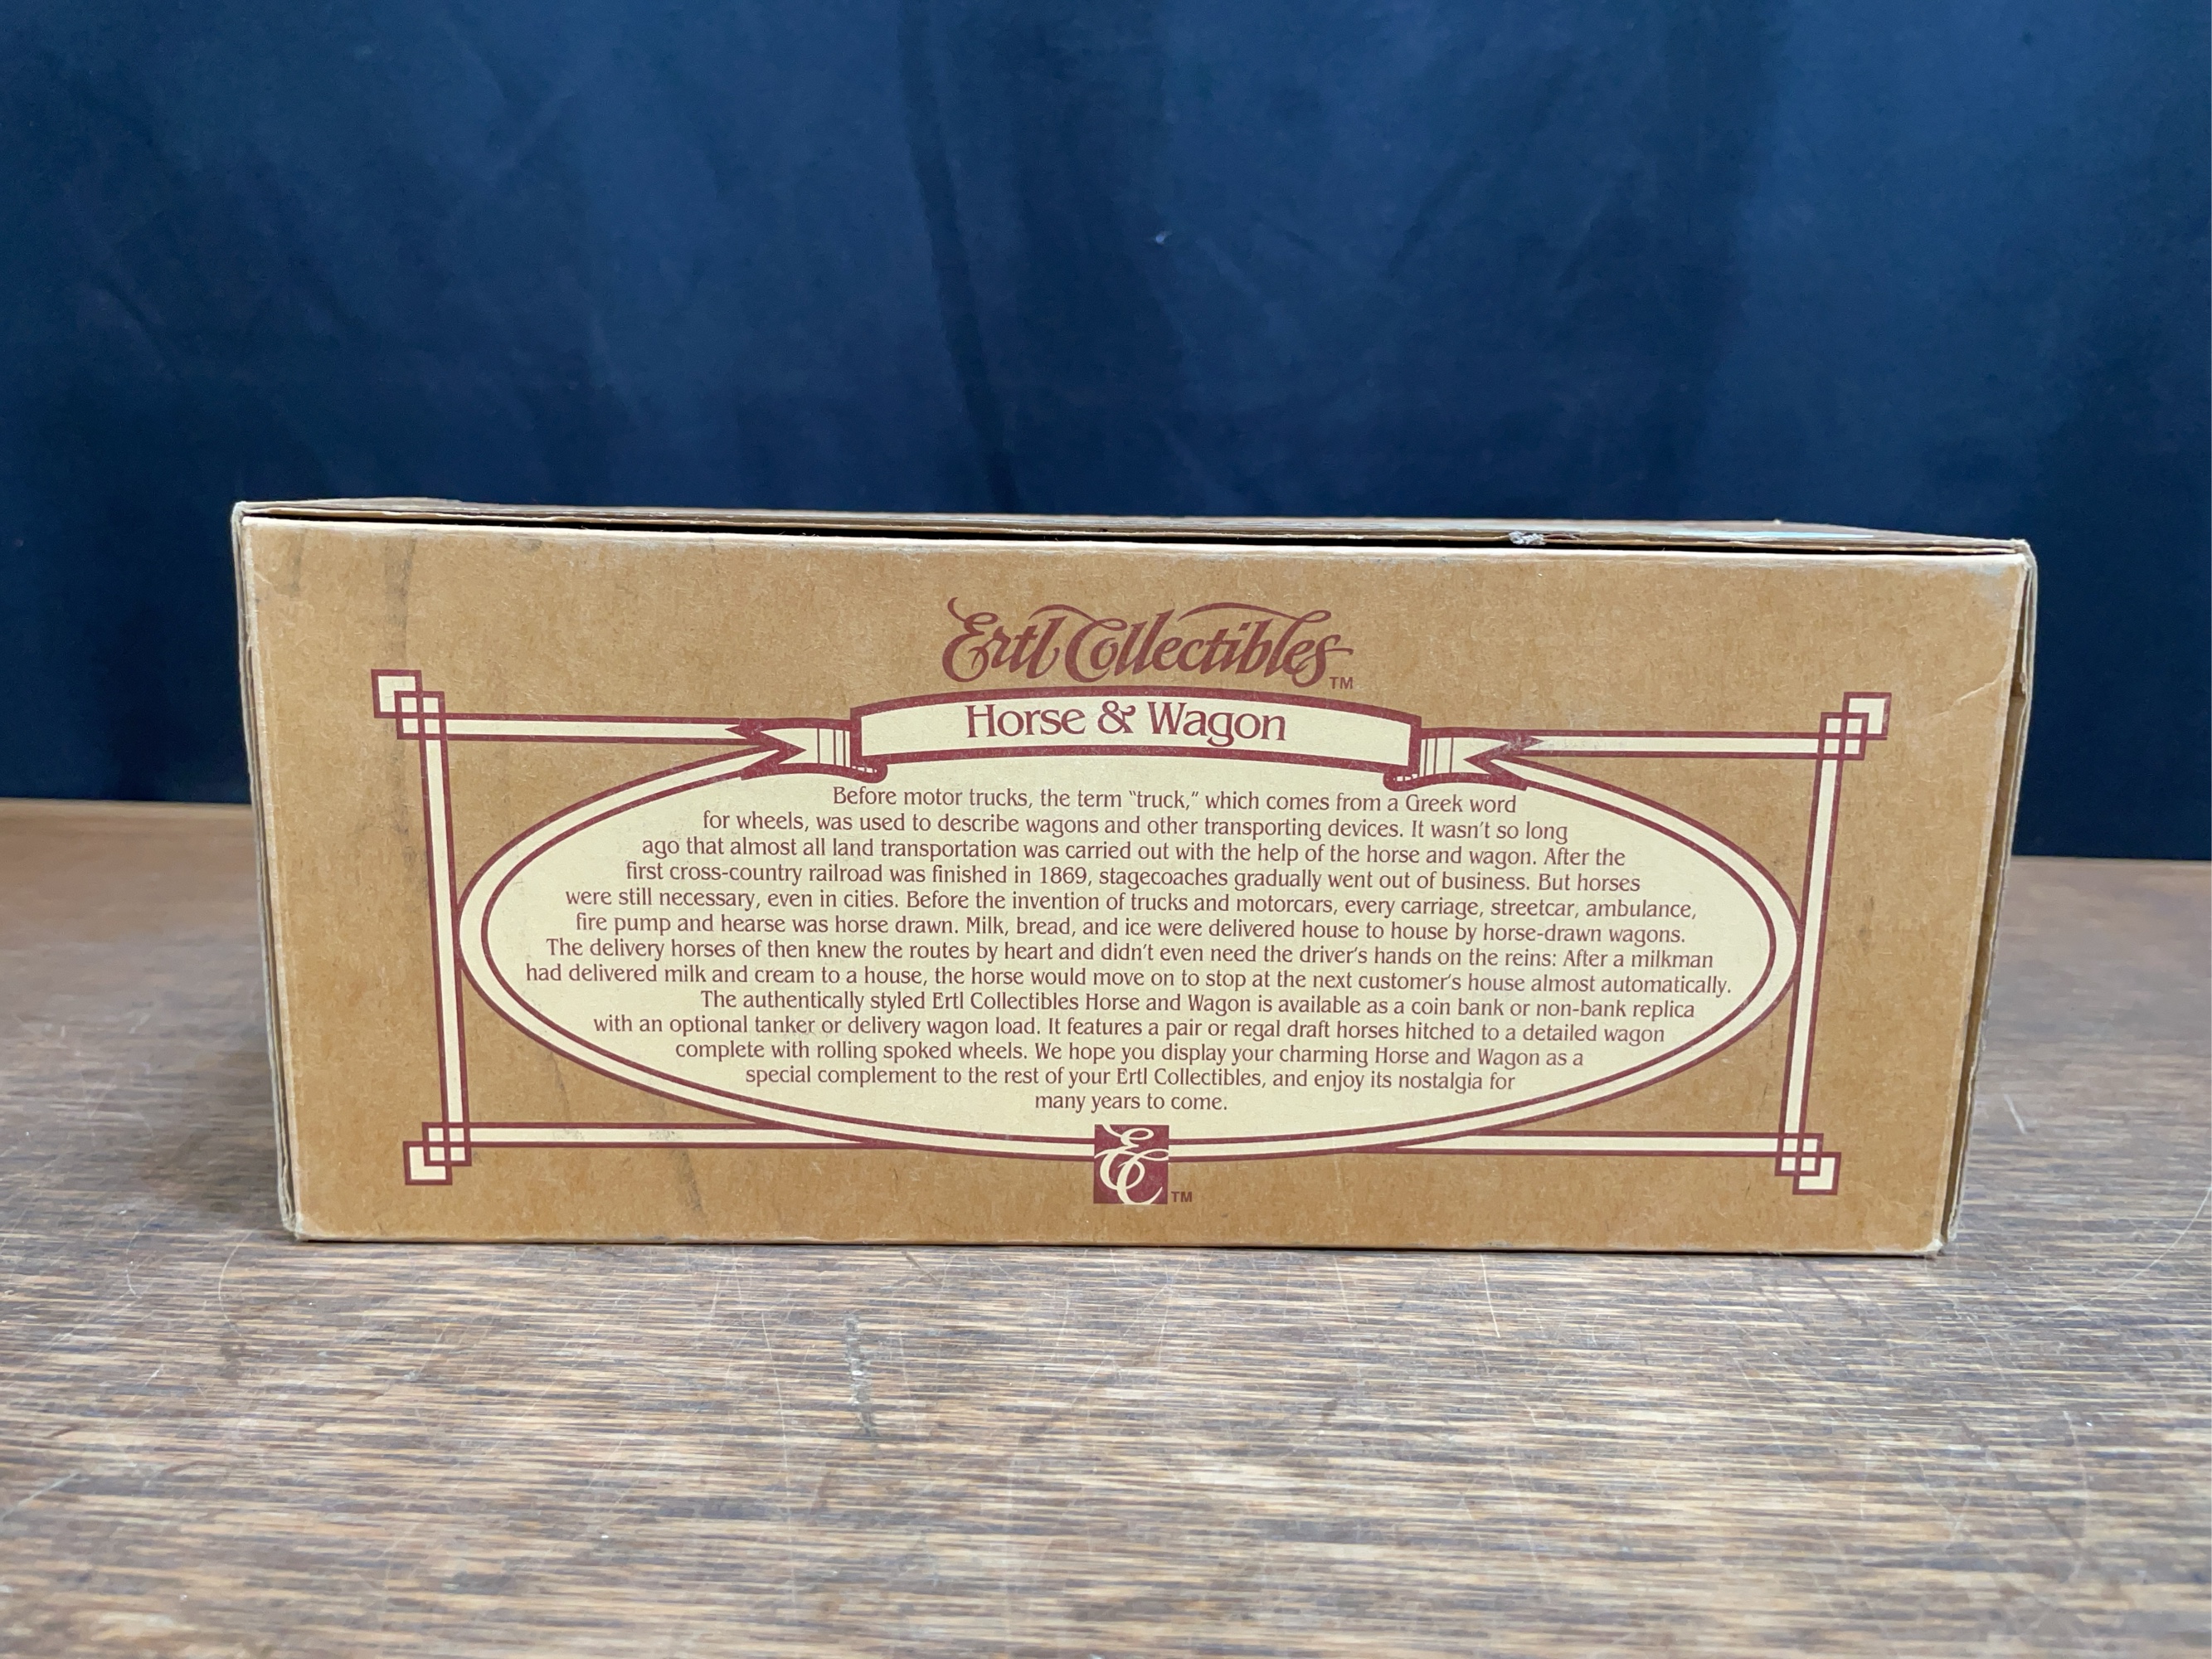 Ertl Collectibles TM
Horse & Wagon
Before motor trucks, the term "truck," which comes from a Greek word
for wheels, was used to describe wagons and other transporting devices. It wasn't so long
ago that almost all land transportation was carried out with the help of the horse and wagon. After the
first cross-country railroad was finished in 1869, stagecoaches gradually went out of business. But horses
were still necessary, even in cities. Before the invention of trucks and motorcars, every carriage, streetcar, ambulance,
fire pump and hearse was horse drawn. Milk, bread, and ice were delivered house to house by horse-drawn wagons.
The delivery horses of then knew the routes by heart and didn't even need the driver's hands on the reins: After a milkman
had delivered milk and cream to a house, the horse would move on to stop at the next customer's house almost automatically.
The authentically styled Ertl Collectibles Horse and Wagon is available as a coin bank or non-bank replica
with an optional tanker or delivery wagon load. It features a pair or regal draft horses hitched to a detailed wagon
complete with rolling spoked wheels. We hope you display your charming Horse and Wagon as a
special complement to the rest of your Ertl Collectibles, and enjoy its nostalgia for
many years to come.
EC TM